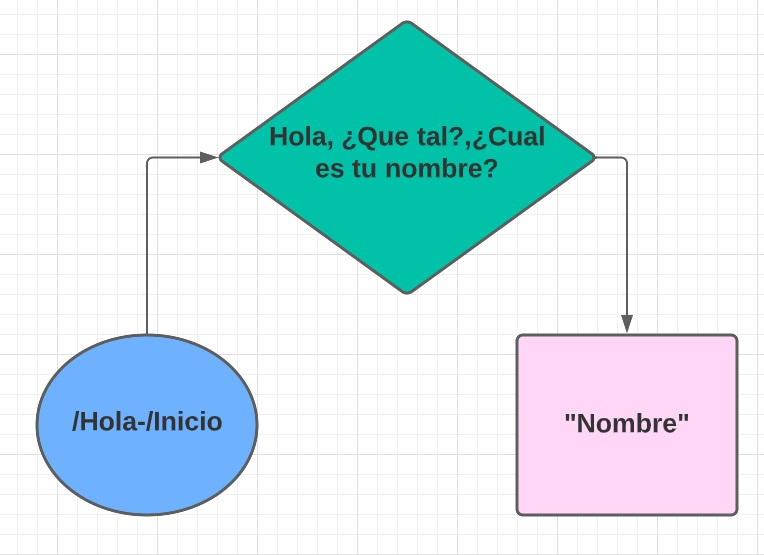 Hola, ¿Que tal?,¿Cual
es tu nombre?
/Hola-/Inicio
"Nombre"